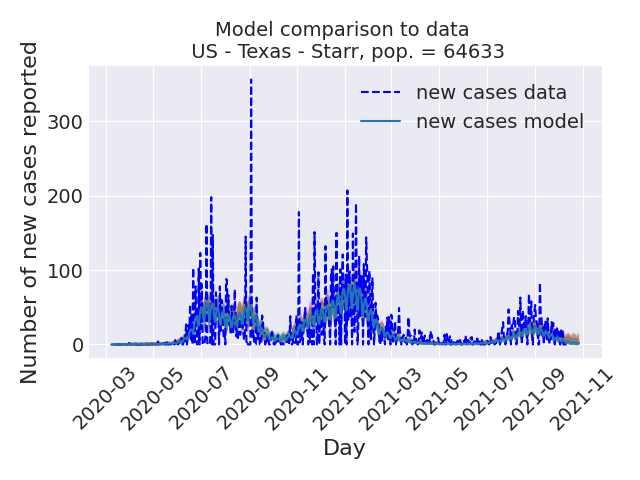 Model comparison to data
US - Texas - Starr, pop. = 64633
Number of new cases reported
300
200
100
0
new cases data
new cases model
2020-03
2020-05
2020-07
2020-09
2020-11
2021-01
2021-03
2021-05
2021-07
2021-09
2021-11
Day